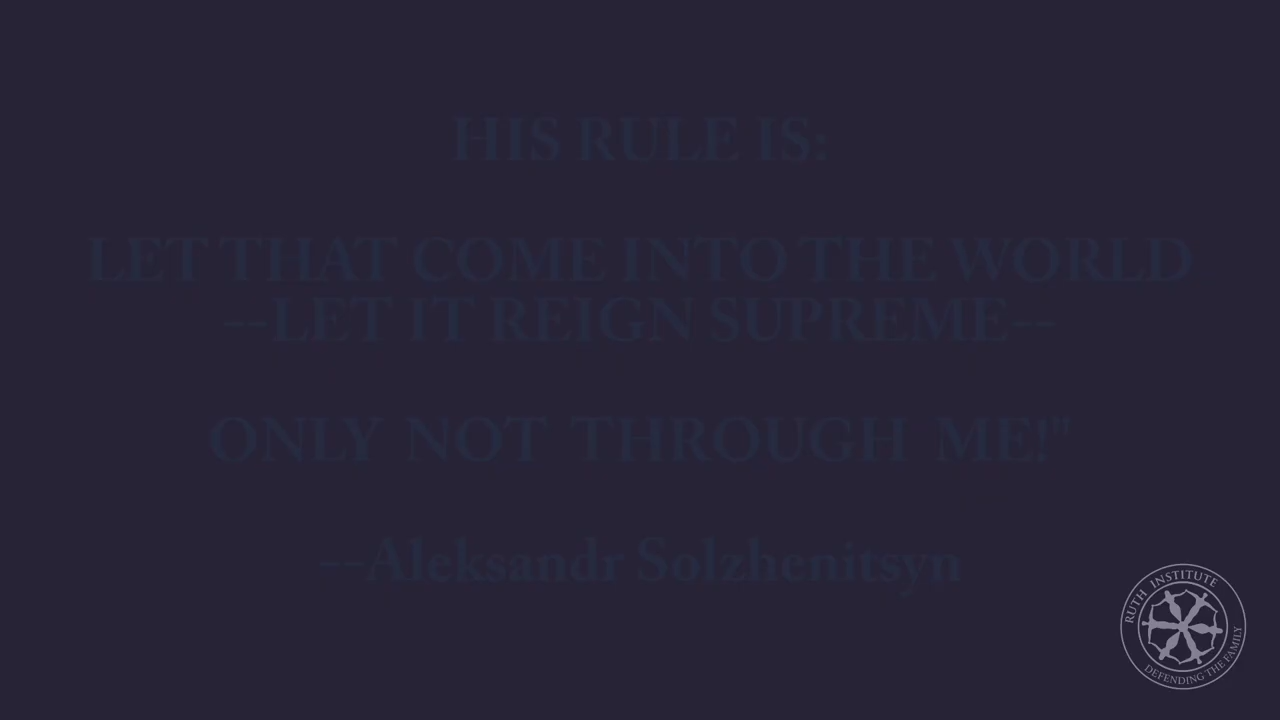 HIS RULE IS:
LET THAT COME INTO THE WORLD
--LET IT REIGN SUPREME--
ONLY NOT THROUGH ME!"
--Aleksandr Solzhenitsyn
RUTH INSTITUTE
DEFENDING THE FAMILY